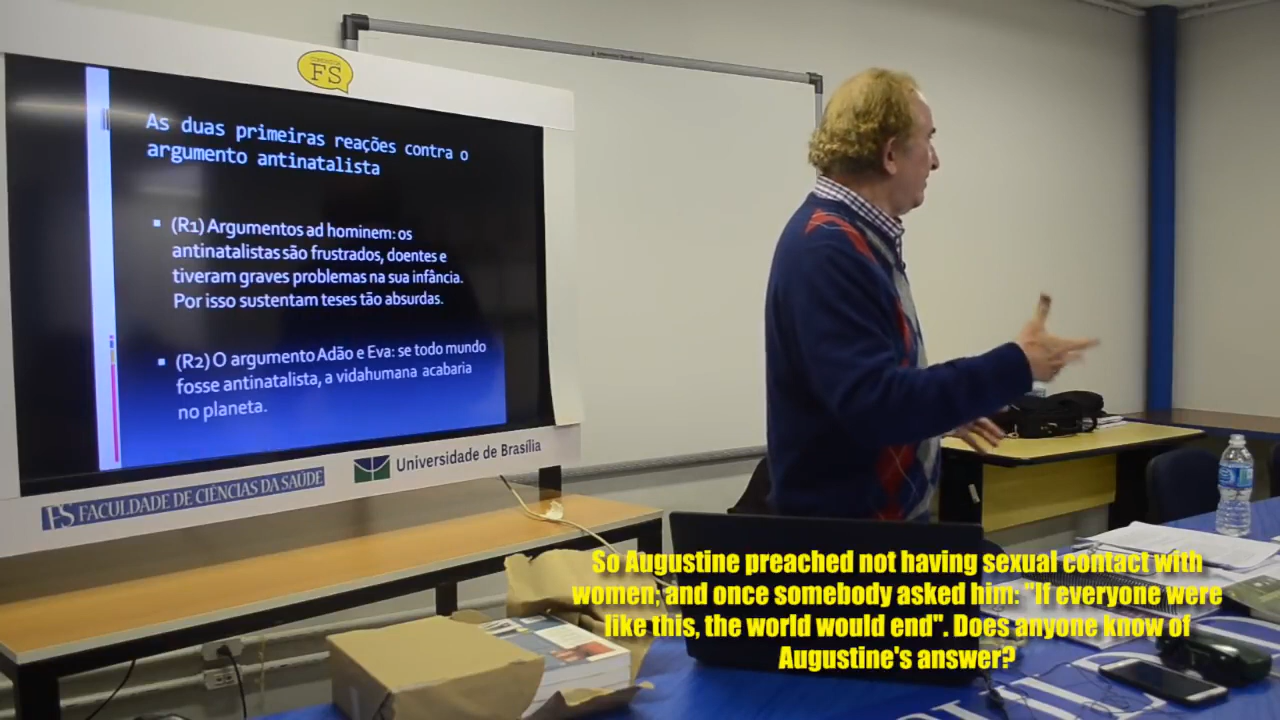 COMUNICA
FS
As duas primeiras reações contra o
argumento antinatalista
(R1) Argumentos ad hominem: os
antinatalistas são frustrados, doentes e
tiveram graves problemas na sua infância.
Por isso sustentam teses tão absurdas.
(R2) O argumento Adão e Eva: se todo mundo
fosse antinatalista, a vidahumana acabaria
no planeta.
FS FACULDADE DE CIÊNCIAS DA SAÚDE
Universidade de Brasília
So Augustine preached not having sexual contact with
women; and once somebody asked him: "If everyone were
like this, the world would end". Does anyone know of
Augustine's answer?